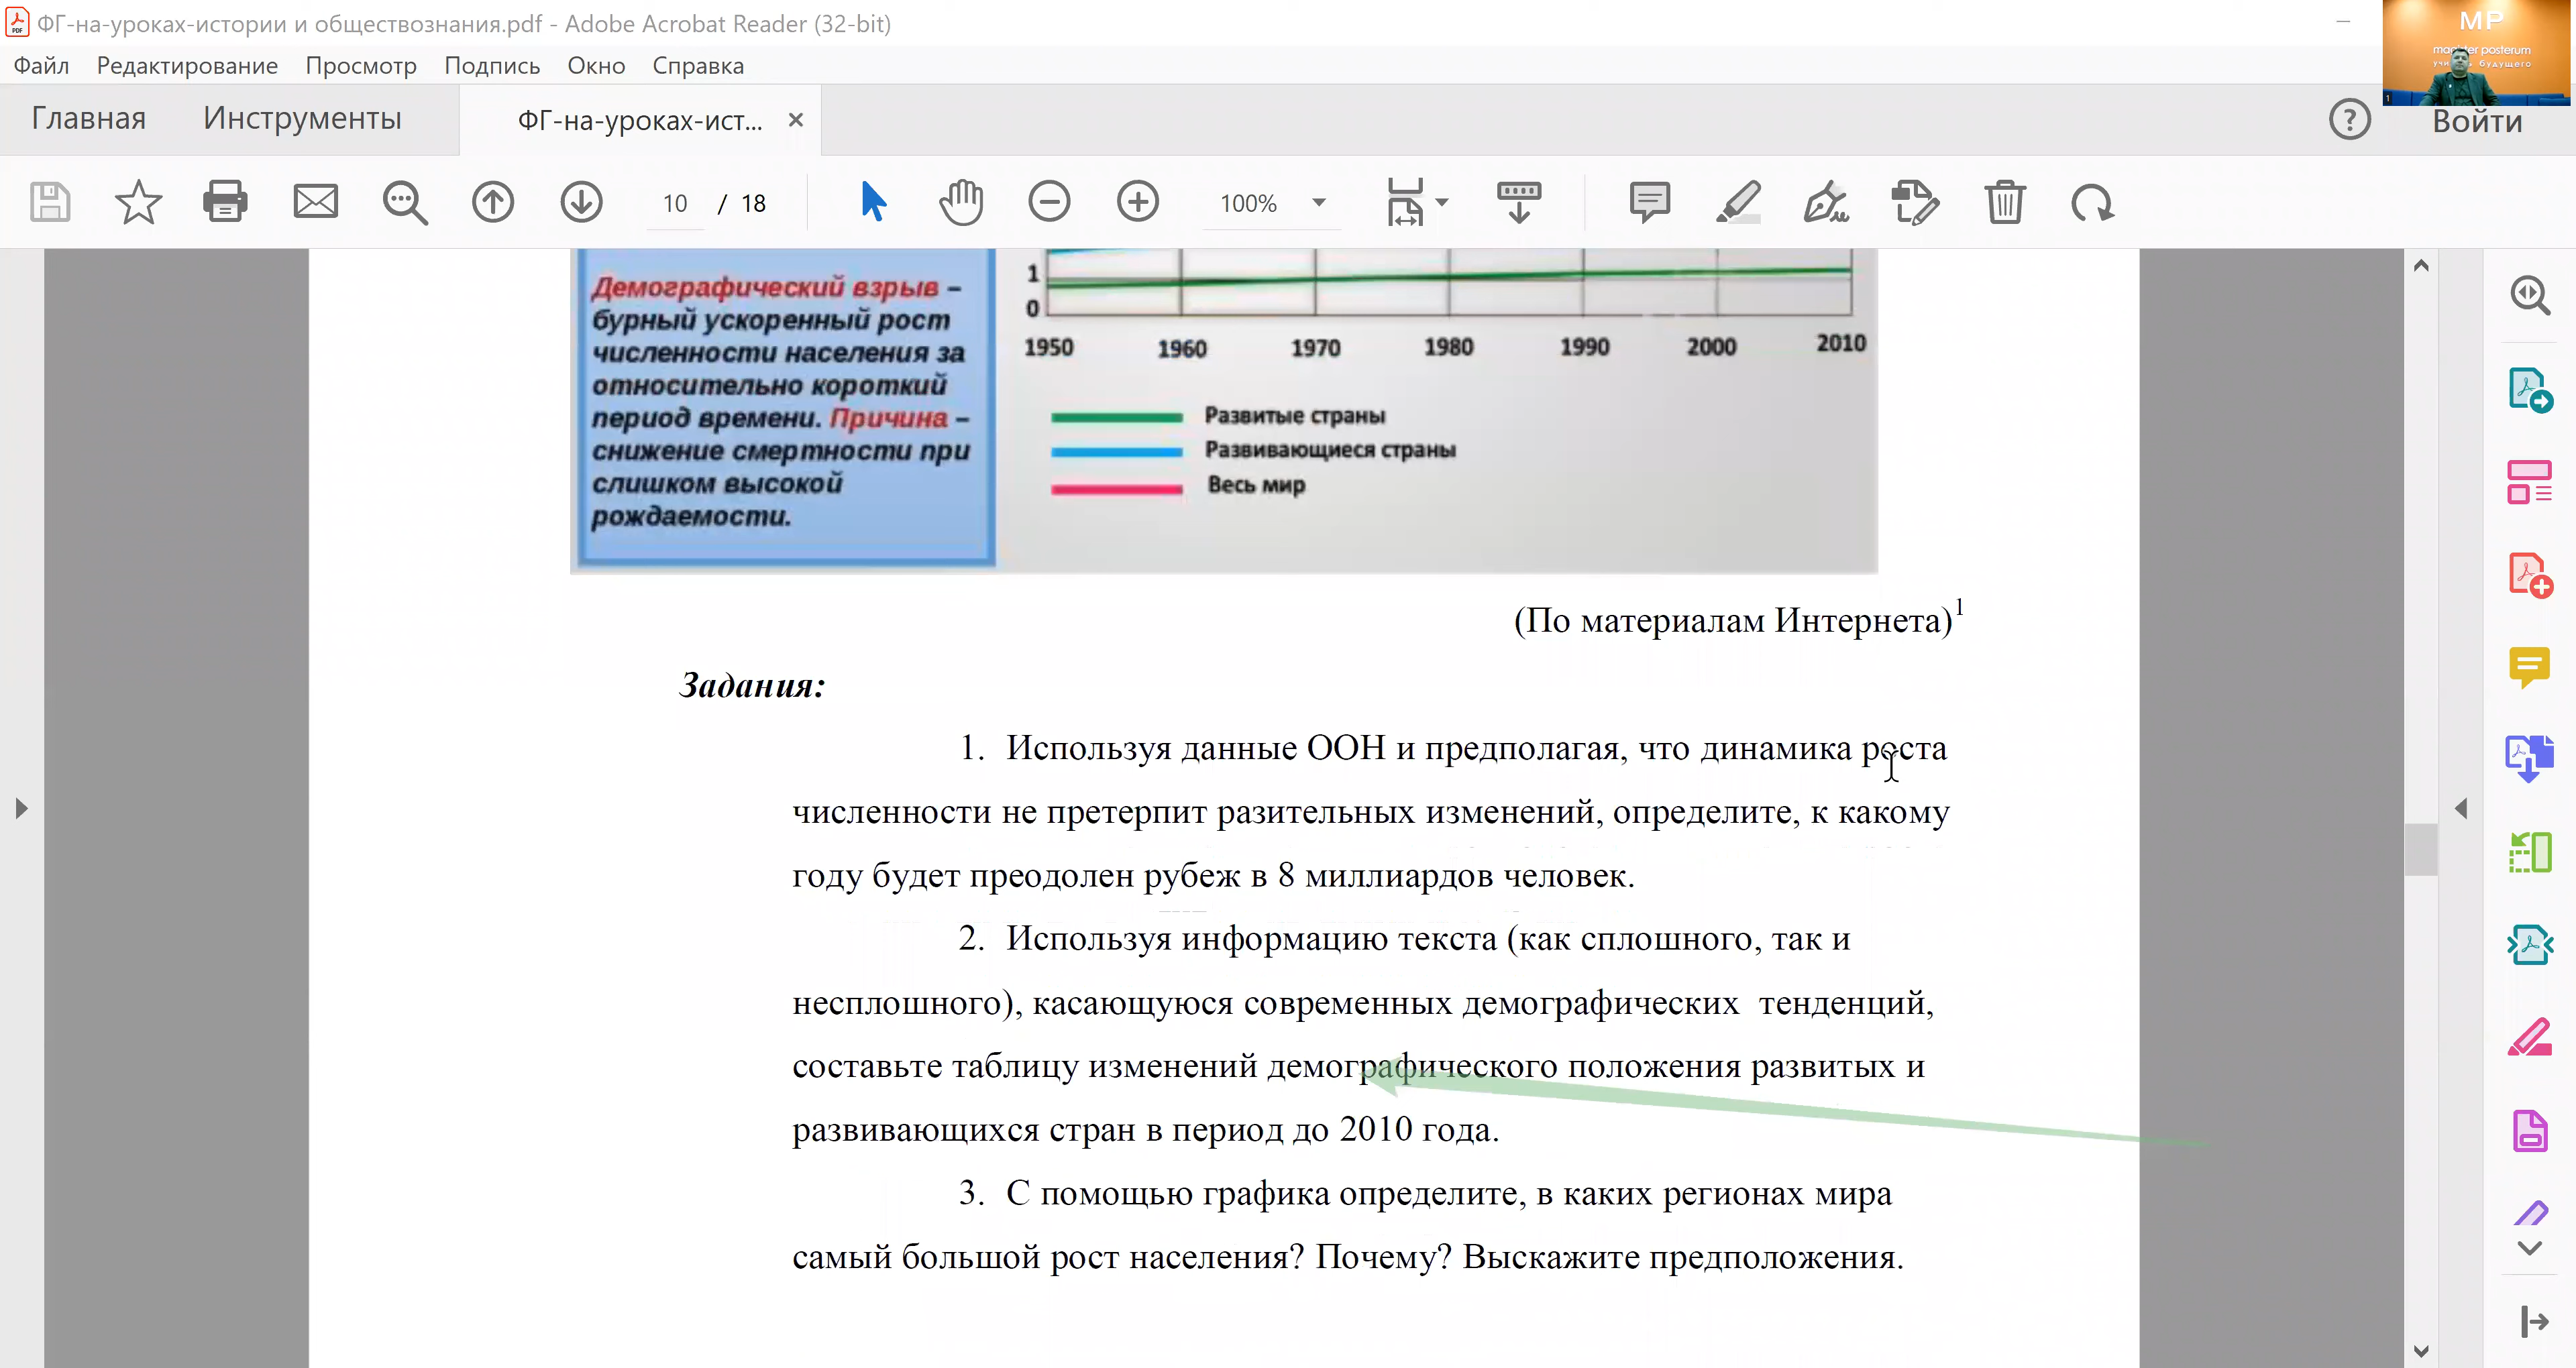 ФГ-на-уроках-истории и обществознания.pdf - Adobe Acrobat Reader (32-bit)
MP
posterum
будущего
1
Файл Редактирование Просмотр Подпись Окно Справка
Главная Инструменты ФГ-на-уроках-ист... × ? Войти
10 / 18 100%
Демографический взрыв –
бурный ускоренный рост
численности населения за
относительно короткий
период времени. Причина –
снижение смертности при
слишком высокой
рождаемости.
1
0
1950 1960 1970 1980 1990 2000 2010
Развитые страны
Развивающиеся страны
Весь мир
(По материалам Интернета)1
Задания:
1. Используя данные ООН и предполагая, что динамика роста
численности не претерпит разительных изменений, определите, к какому
году будет преодолен рубеж в 8 миллиардов человек.
2. Используя информацию текста (как сплошного, так и
несплошного), касающуюся современных демографических тенденций,
составьте таблицу изменений демографического положения развитых и
развивающихся стран в период до 2010 года.
3. С помощью графика определите, в каких регионах мира
самый большой рост населения? Почему? Выскажите предположения.